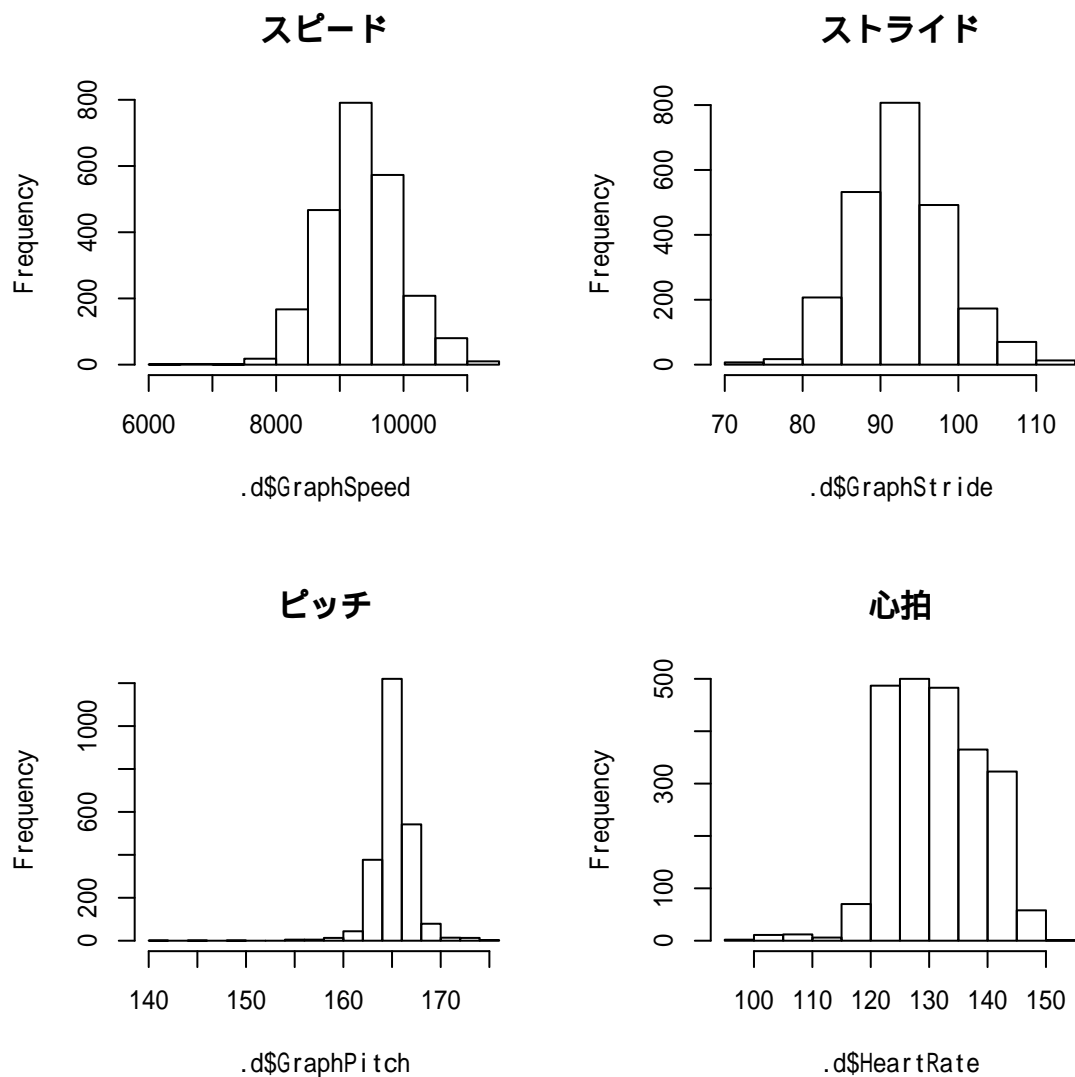 スピード
Frequency
0 200 400 600 800
6000 8000 10000
.d$GraphSpeed
ストライド
Frequency
0 200 400 600 800
70 80 90 100 110
.d$GraphStride
ピッチ
Frequency
0 200 600 1000
140 150 160 170
.d$GraphPitch
心拍
Frequency
0 100 300 500
100 110 120 130 140 150
.d$HeartRate